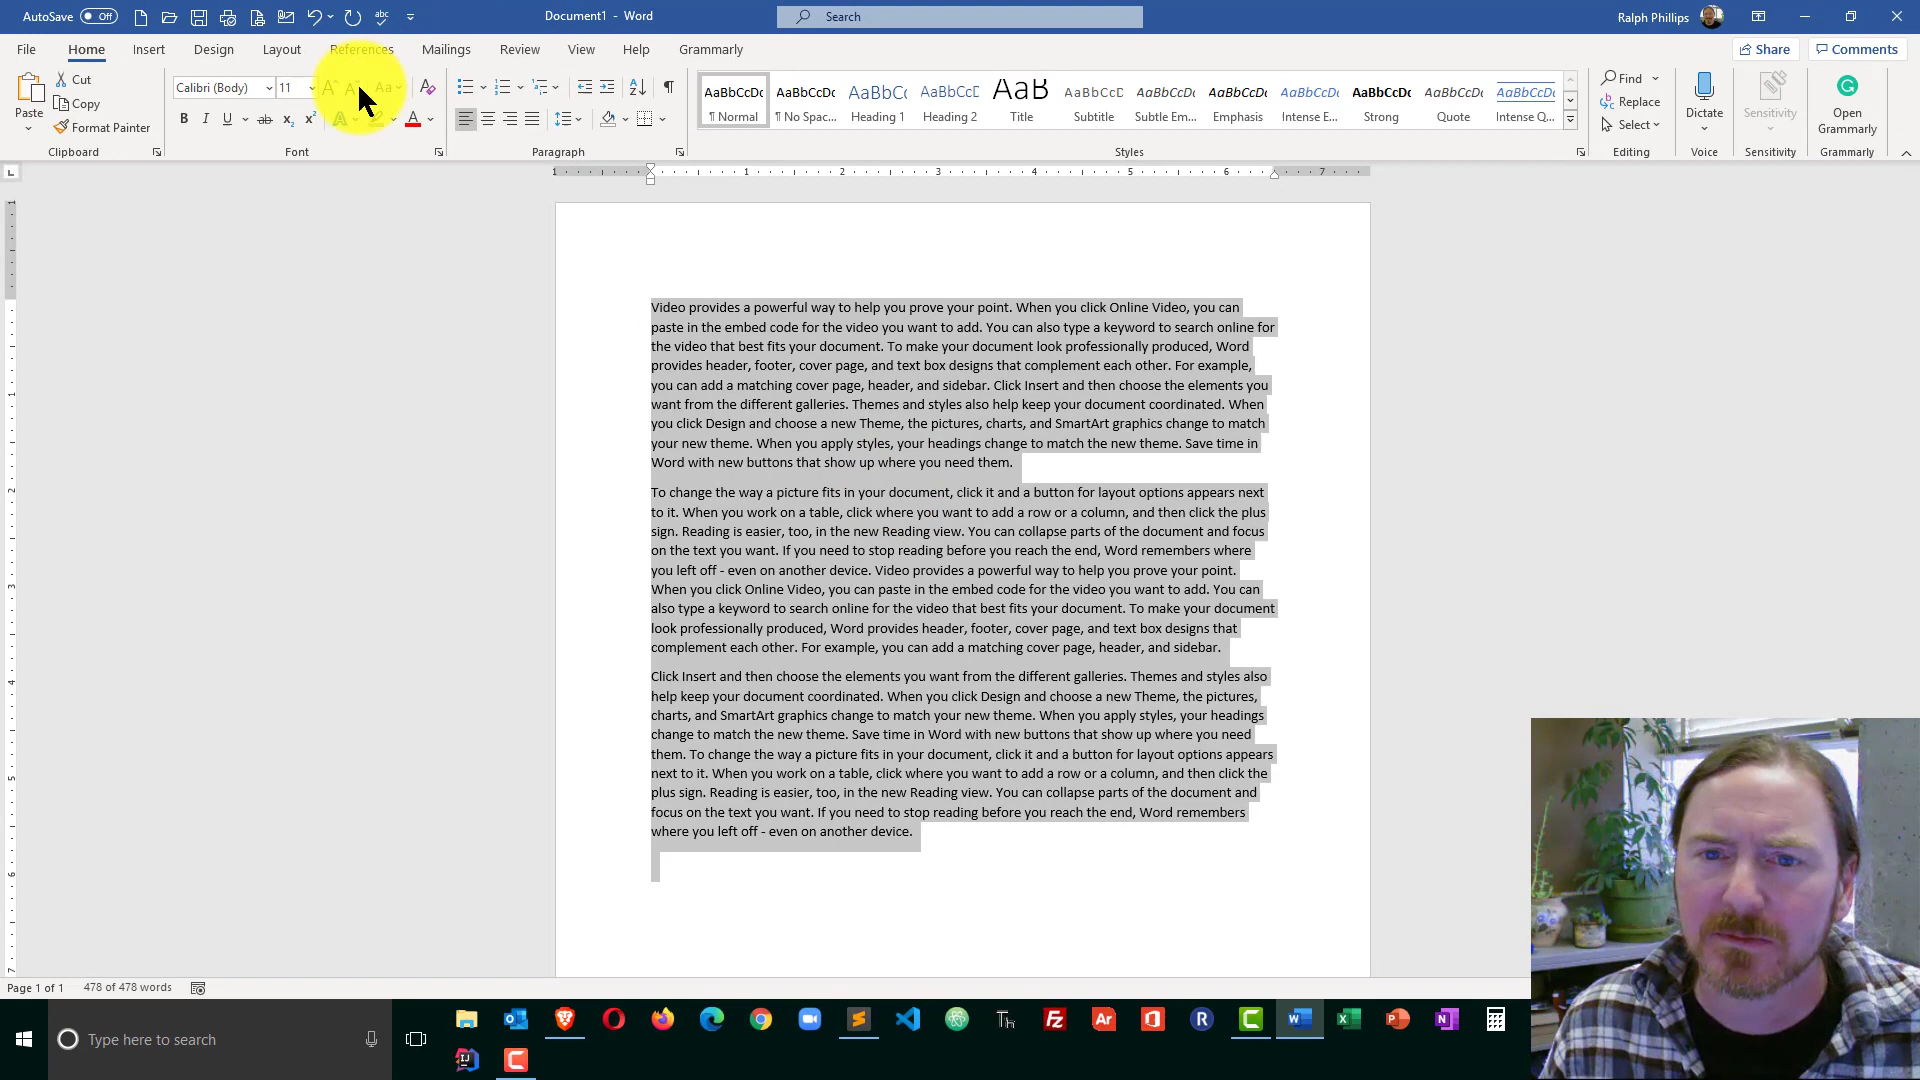 AutoSave Off
Document1 - Word
Search
Ralph Phillips
File Home Insert Design Layout References Mailings Review View Help Grammarly
Share Comments
Paste
Cut
Copy
Format Painter
Clipboard
Calibri (Body) 11
Font
Paragraph
AaBbCcDc AaBbCcDc AaBbCc AaBbCcD AaB AaBbCcD AaBbCcDc AaBbCcDc AaBbCcDc AaBbCcDc AaBbCcDc AaBbCcDc
¶ Normal ¶ No Spac... Heading 1 Heading 2 Title Subtitle Subtle Em... Emphasis Intense E... Strong Quote Intense Q...
Styles
Find
Replace
Select
Editing
Dictate
Voice
Sensitivity
Sensitivity
Open
Grammarly
Grammarly
1 1 2 3 4 5 6 7
Video provides a powerful way to help you prove your point. When you click Online Video, you can
paste in the embed code for the video you want to add. You can also type a keyword to search online for
the video that best fits your document. To make your document look professionally produced, Word
provides header, footer, cover page, and text box designs that complement each other. For example,
you can add a matching cover page, header, and sidebar. Click Insert and then choose the elements you
want from the different galleries. Themes and styles also help keep your document coordinated. When
you click Design and choose a new Theme, the pictures, charts, and SmartArt graphics change to match
your new theme. When you apply styles, your headings change to match the new theme. Save time in
Word with new buttons that show up where you need them.
To change the way a picture fits in your document, click it and a button for layout options appears next
to it. When you work on a table, click where you want to add a row or a column, and then click the plus
sign. Reading is easier, too, in the new Reading view. You can collapse parts of the document and focus
on the text you want. If you need to stop reading before you reach the end, Word remembers where
you left off - even on another device. Video provides a powerful way to help you prove your point.
When you click Online Video, you can paste in the embed code for the video you want to add. You can
also type a keyword to search online for the video that best fits your document. To make your document
look professionally produced, Word provides header, footer, cover page, and text box designs that
complement each other. For example, you can add a matching cover page, header, and sidebar.
Click Insert and then choose the elements you want from the different galleries. Themes and styles also
help keep your document coordinated. When you click Design and choose a new Theme, the pictures,
charts, and SmartArt graphics change to match your new theme. When you apply styles, your headings
change to match the new theme. Save time in Word with new buttons that show up where you need
them. To change the way a picture fits in your document, click it and a button for layout options appears
next to it. When you work on a table, click where you want to add a row or a column, and then click the
plus sign. Reading is easier, too, in the new Reading view. You can collapse parts of the document and
focus on the text you want. If you need to stop reading before you reach the end, Word remembers
where you left off - even on another device.
Page 1 of 1 478 of 478 words
Type here to search